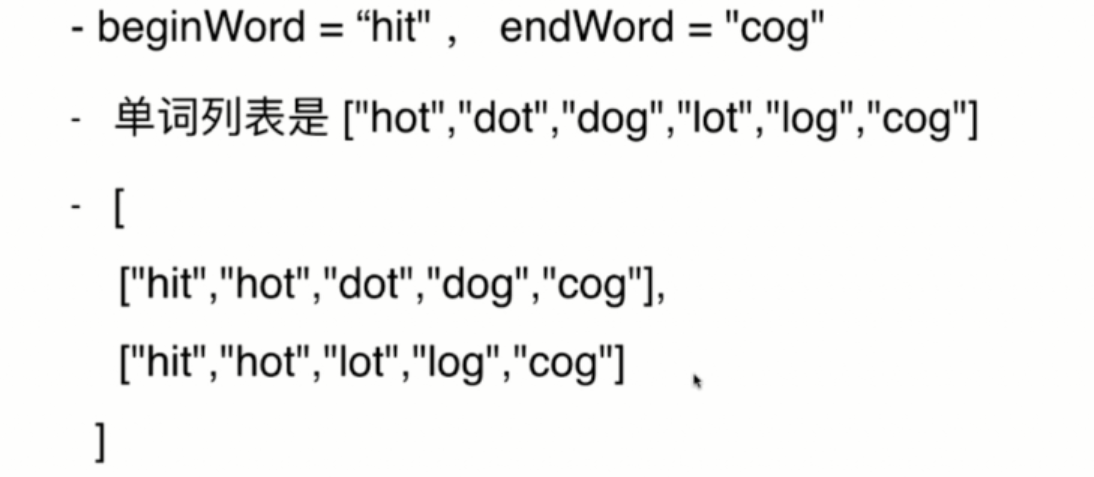 - beginWord = “hit" ,   endWord = "cog"
-  单词列表是 ["hot","dot","dog","lot","log","cog"]
-  [
["hit","hot","dot","dog","cog"],
["hit","hot","lot","log","cog"]
]